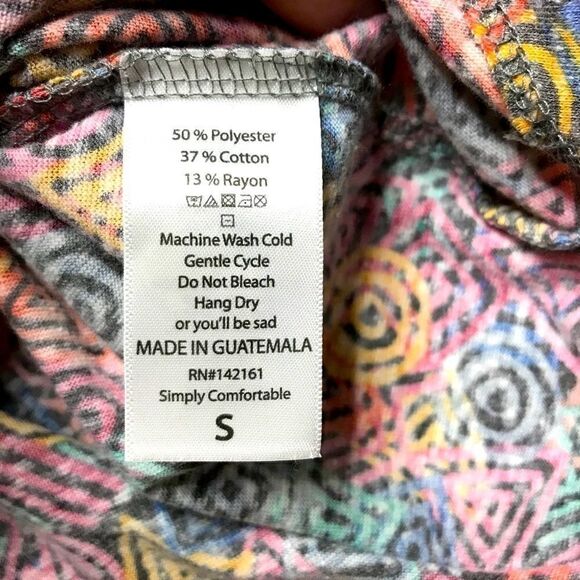 50 % Polyester
37 % Cotton
13 % Rayon
Machine Wash Cold
Gentle Cycle
Do Not Bleach
Hang Dry
or you'll be sad
MADE IN GUATEMALA
RN#142161
Simply Comfortable
S